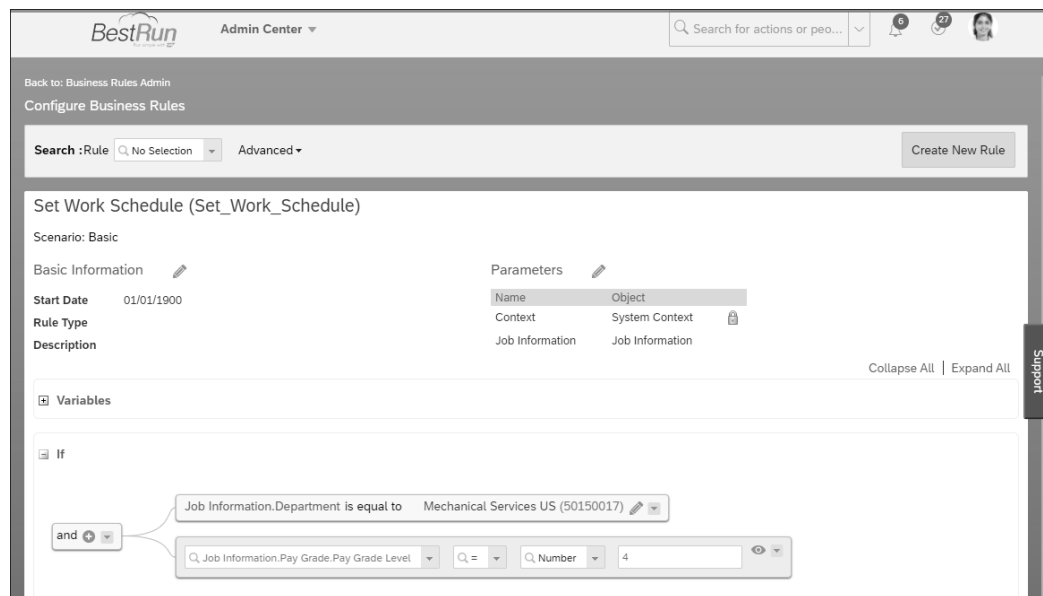 BestRun
Admin Center
Search for actions or peo...
6
27
Back to: Business Rules Admin
Configure Business Rules
Search :Rule
No Selection
Advanced
Create New Rule
Set Work Schedule (Set_Work_Schedule)
Scenario: Basic
Basic Information
Start Date 01/01/1900
Rule Type
Description
Parameters
Name Object
Context System Context
Job Information Job Information
Support
Collapse All | Expand All
Variables
If
Job Information.Department is equal to Mechanical Services US (50150017)
and
Job Information.Pay Grade.Pay Grade Level = Number 4